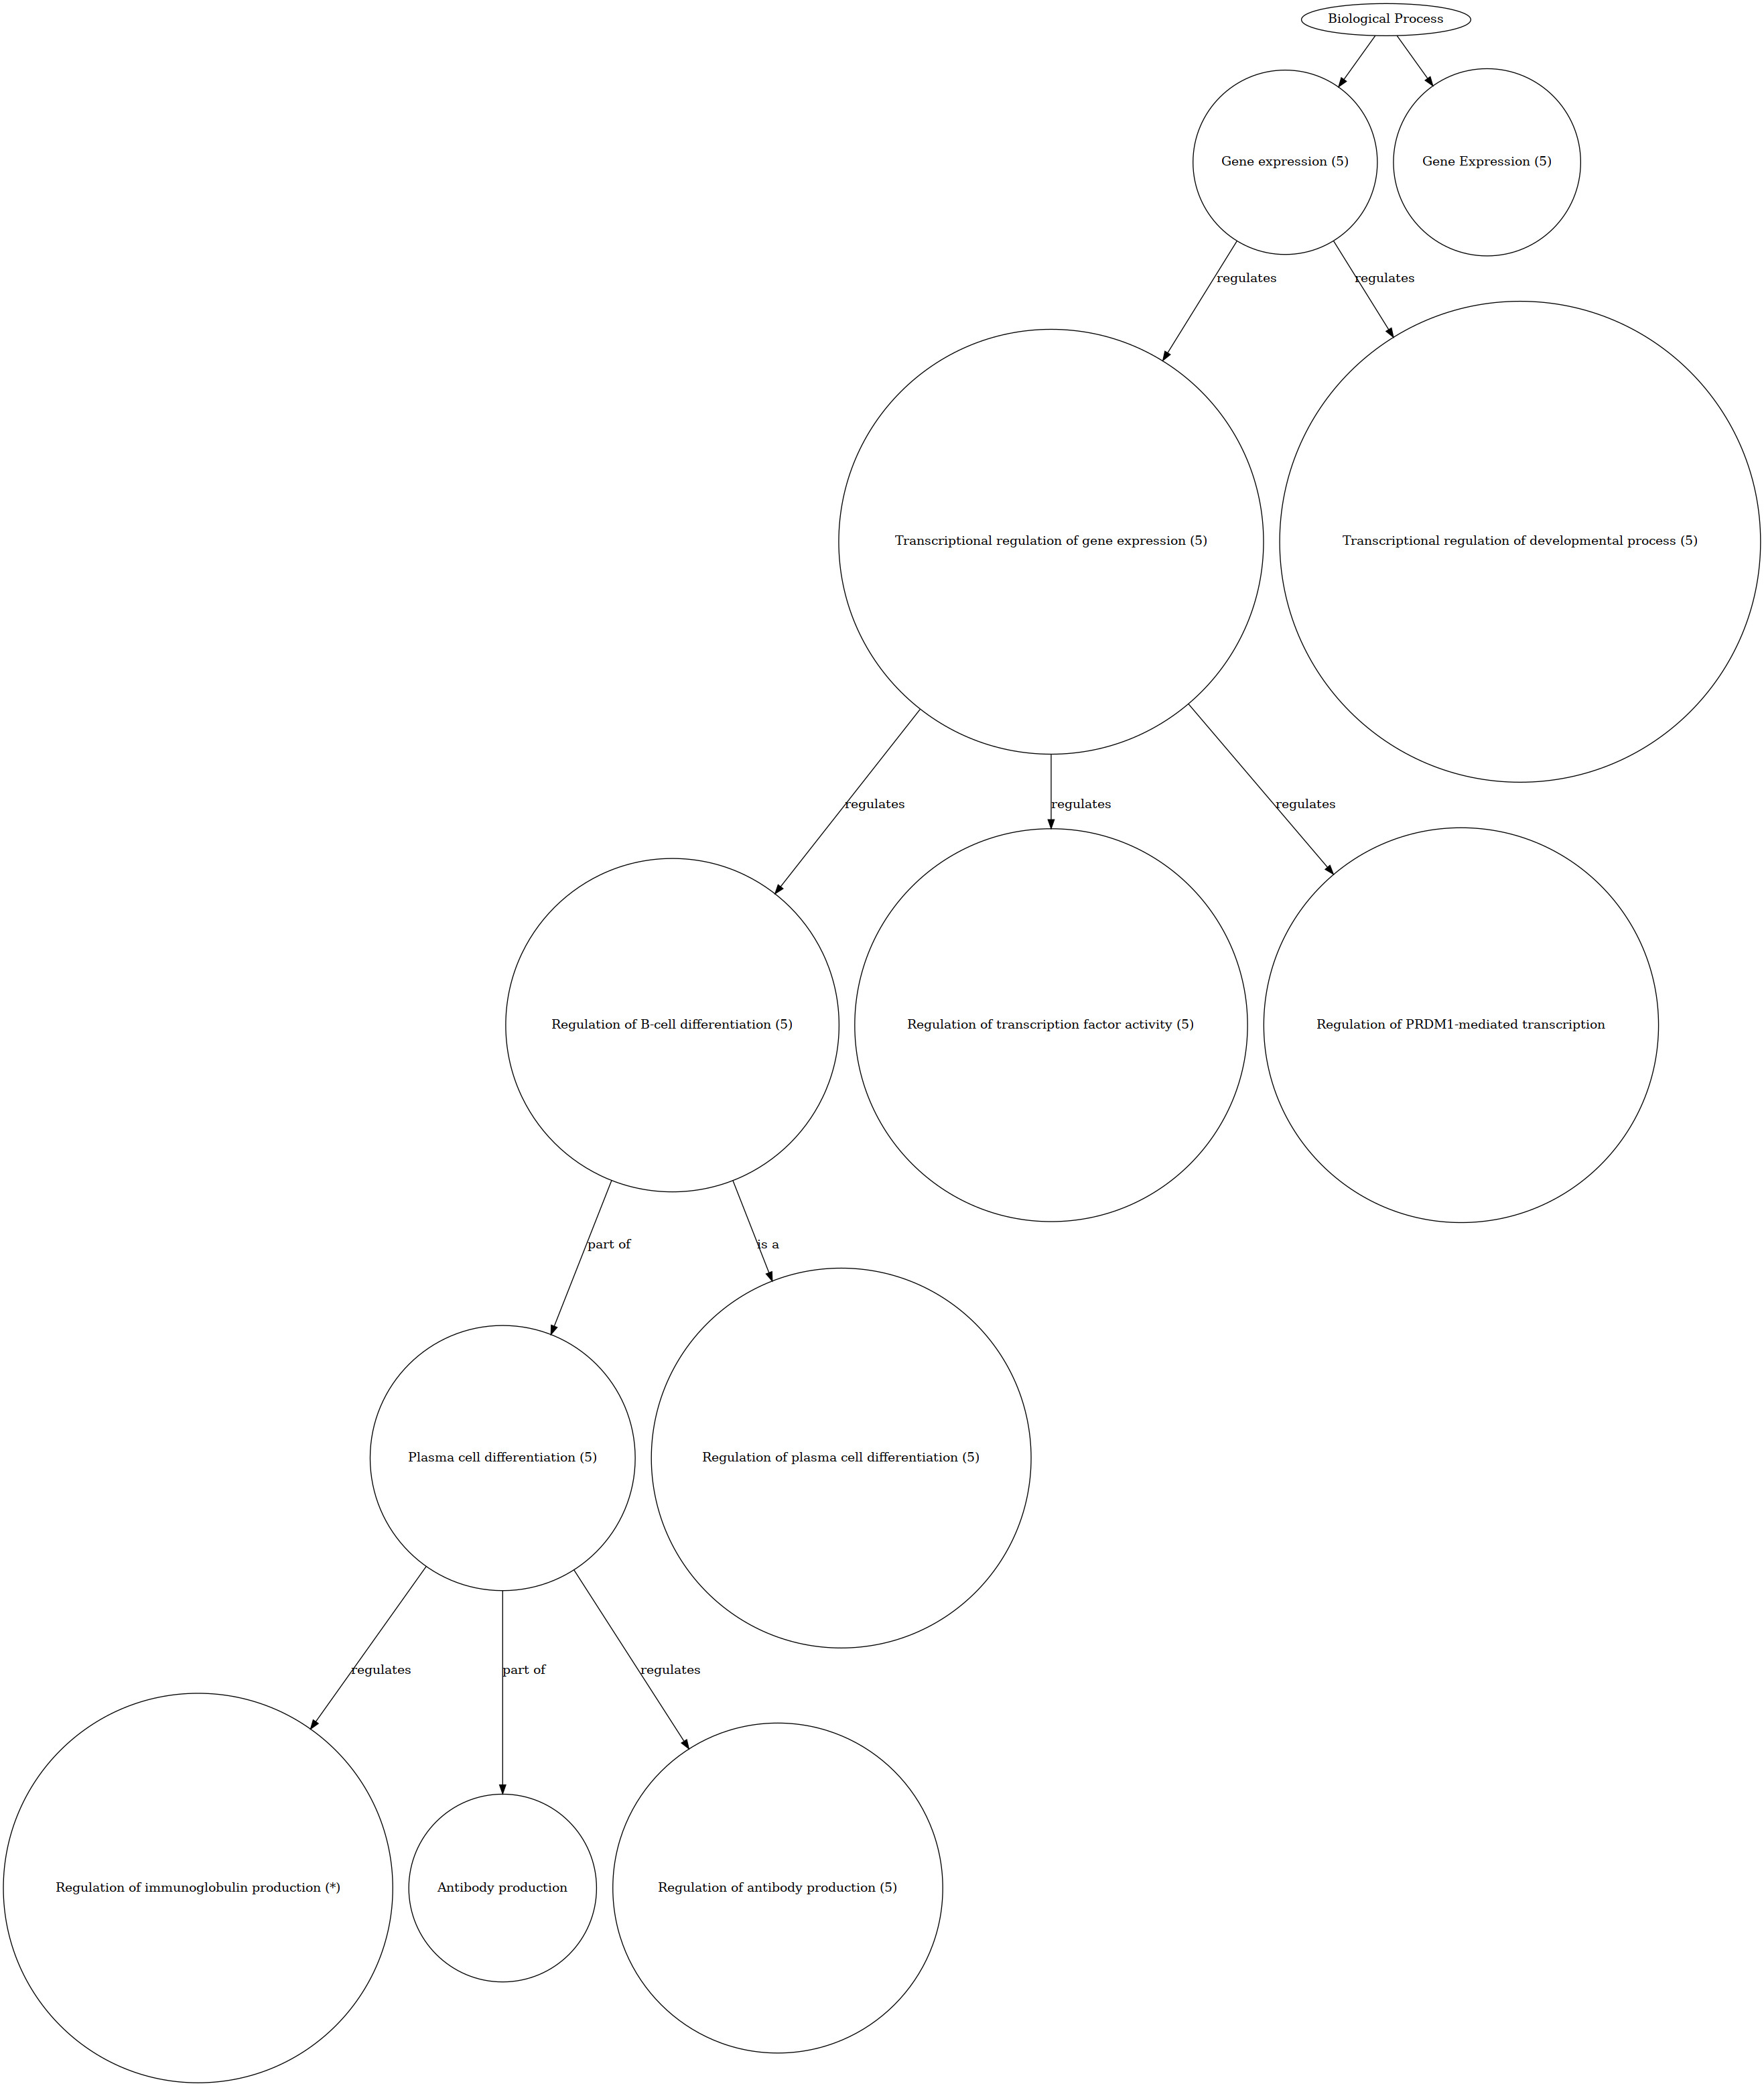 Biological Process
Gene expression (5)
Gene Expression (5)
regulates
regulates
Transcriptional regulation of gene expression (5)
Transcriptional regulation of developmental process (5)
regulates
regulates
regulates
Regulation of B-cell differentiation (5)
Regulation of transcription factor activity (5)
Regulation of PRDM1-mediated transcription
part of
is a
Plasma cell differentiation (5)
Regulation of plasma cell differentiation (5)
regulates
part of
regulates
Regulation of immunoglobulin production (*)
Antibody production
Regulation of antibody production (5)